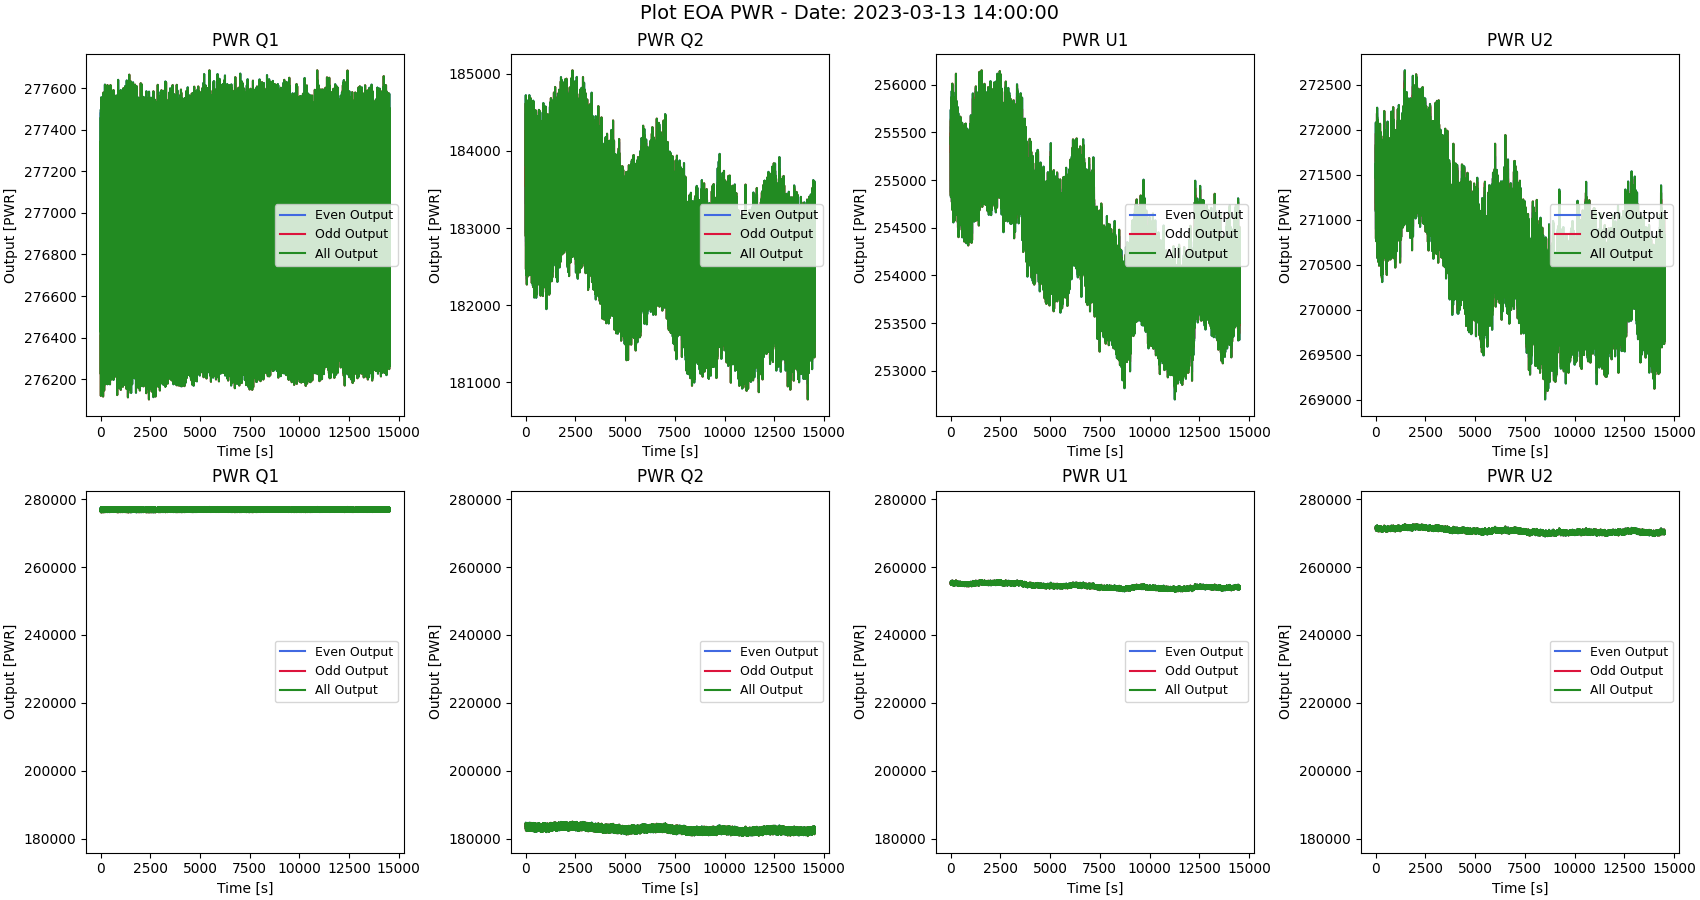 Plot EOA PWR - Date: 2023-03-13 14:00:00
PWR Q1
PWR Q2
PWR U1
PWR U2
Output [PWR]
277600
277400
277200
277000
276800
276600
276400
276200
Even Output
Odd Output
All Output
0 2500 5000 7500 10000 12500 15000
Time [s]
Output [PWR]
185000
184000
183000
182000
181000
Even Output
Odd Output
All Output
0 2500 5000 7500 10000 12500 15000
Time [s]
Output [PWR]
256000
255500
255000
254500
254000
253500
253000
Even Output
Odd Output
All Output
0 2500 5000 7500 10000 12500 15000
Time [s]
Output [PWR]
272500
272000
271500
271000
270500
270000
269500
269000
Even Output
Odd Output
All Output
0 2500 5000 7500 10000 12500 15000
Time [s]
PWR Q1
PWR Q2
PWR U1
PWR U2
Output [PWR]
280000
260000
240000
220000
200000
180000
Even Output
Odd Output
All Output
0 2500 5000 7500 10000 12500 15000
Time [s]
Output [PWR]
280000
260000
240000
220000
200000
180000
Even Output
Odd Output
All Output
0 2500 5000 7500 10000 12500 15000
Time [s]
Output [PWR]
280000
260000
240000
220000
200000
180000
Even Output
Odd Output
All Output
0 2500 5000 7500 10000 12500 15000
Time [s]
Output [PWR]
280000
260000
240000
220000
200000
180000
Even Output
Odd Output
All Output
0 2500 5000 7500 10000 12500 15000
Time [s]